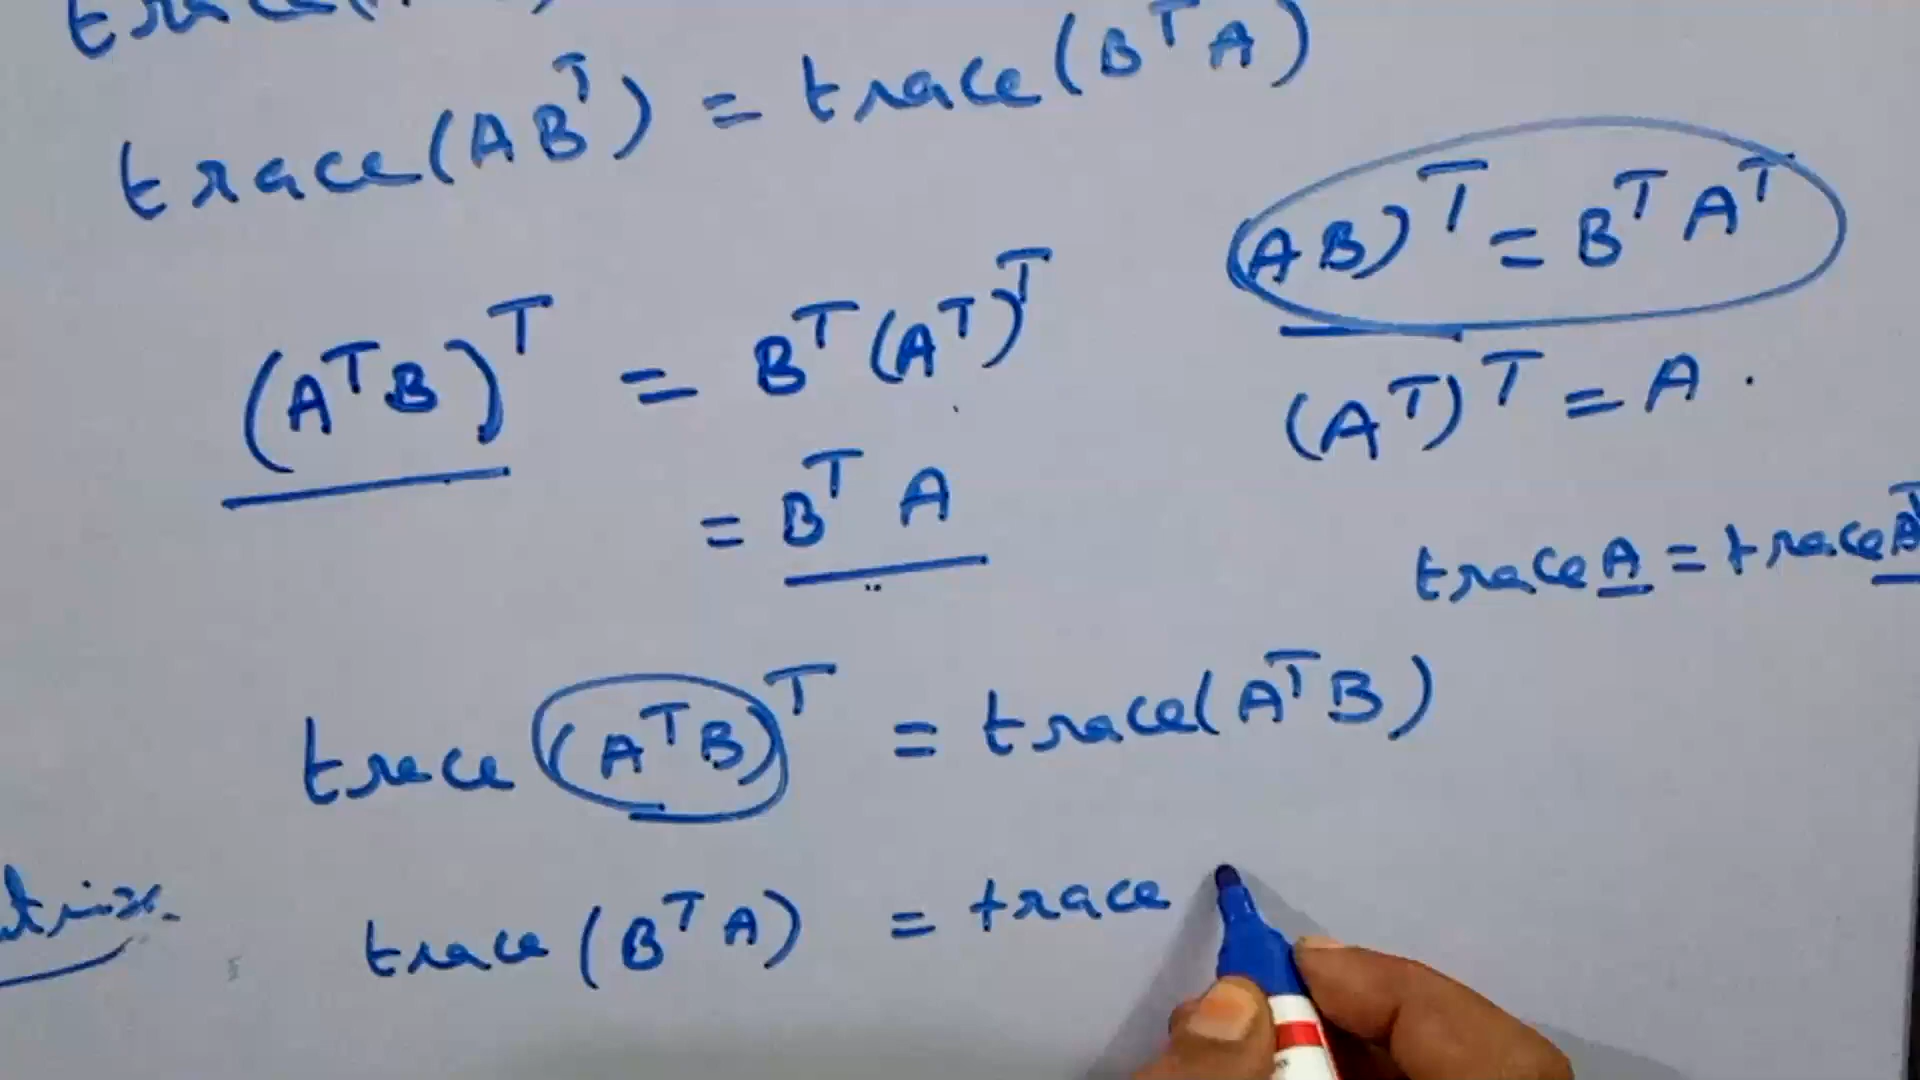 trace(AB^T) = trace(B^T A)
(AB)^T = B^T A^T
(A^T B)^T = B^T (A^T)^T
(A^T)^T = A .
= B^T A
trace A = trace A^T
trace (A^T B)^T = trace(A^T B)
trace (B^T A) = trace